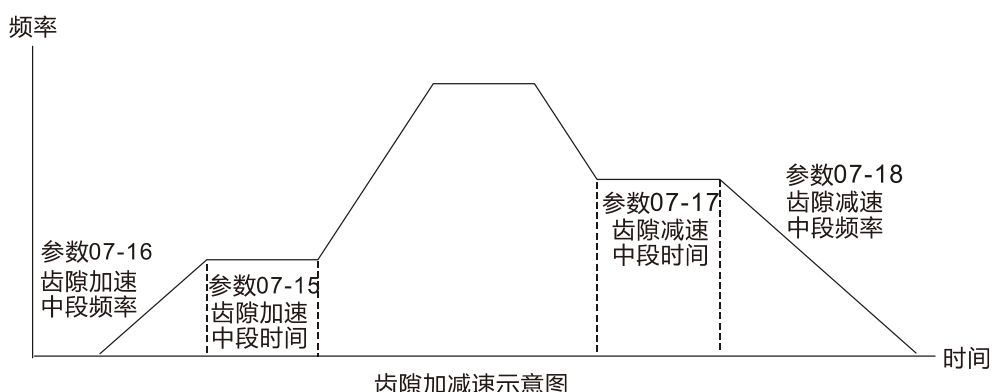 频率
参数07-16
齿隙加速
中段频率
参数07-15
齿隙加速
中段时间
参数07-17
齿隙减速
中段时间
参数07-18
齿隙减速
中段频率
时间
齿隙加减速示意图